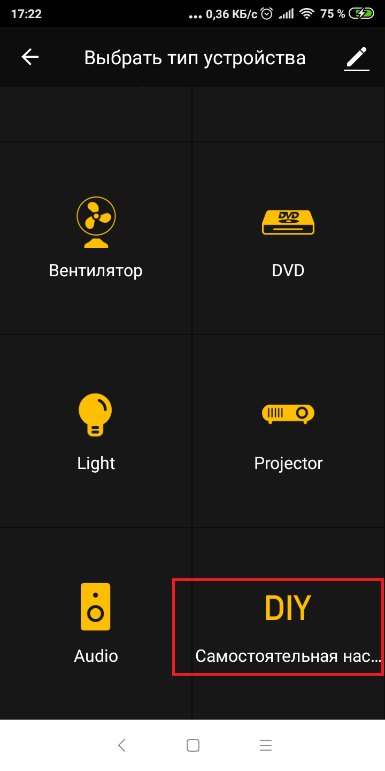 17:22
... 0,36 КБ/с 75 %
Выбрать тип устройства
DVD
Вентилятор DVD
Light Projector
DIY
Audio Самостоятельная нас...